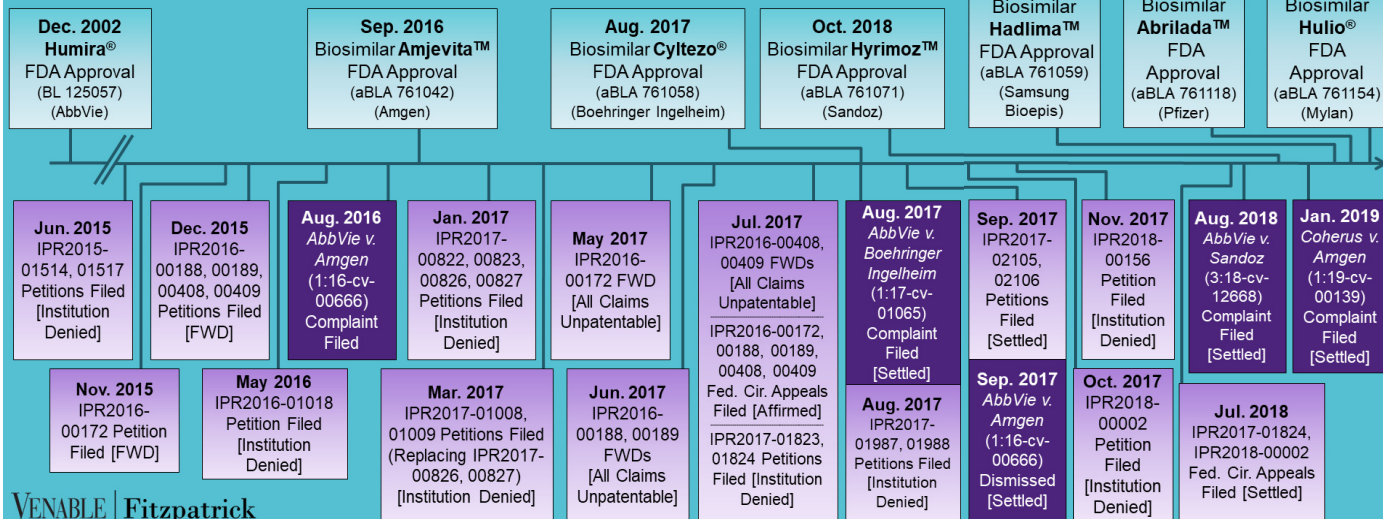 Dec. 2002
Humira®
FDA Approval
(BL 125057)
(AbbVie)
Sep. 2016
Biosimilar Amjevita™
FDA Approval
(aBLA 761042)
(Amgen)
Aug. 2017
Biosimilar Cyltezo®
FDA Approval
(aBLA 761058)
(Boehringer Ingelheim)
Oct. 2018
Biosimilar Hyrimoz™
FDA Approval
(aBLA 761071)
(Sandoz)
Biosimilar
Hadlima™
FDA Approval
(aBLA 761059)
(Samsung
Bioepis)
Biosimilar
Abrilada™
FDA
Approval
(aBLA 761118)
(Pfizer)
Biosimilar
Hulio®
FDA
Approval
(aBLA 761154)
(Mylan)
Jun. 2015
IPR2015-
01514, 01517
Petitions Filed
[Institution
Denied]
Dec. 2015
IPR2016-
00188, 00189,
00408, 00409
Petitions Filed
[FWD]
Aug. 2016
AbbVie v.
Amgen
(1:16-cv-
00666)
Complaint
Filed
Jan. 2017
IPR2017-
00822, 00823,
00826, 00827
Petitions Filed
[Institution
Denied]
May 2017
IPR2016-
00172 FWD
[All Claims
Unpatentable]
Jul. 2017
IPR2016-00408,
00409 FWDs
[All Claims
Unpatentable]
IPR2016-00172,
00188, 00189,
00408, 00409
Fed. Cir. Appeals
Filed [Affirmed]
IPR2017-01823,
01824 Petitions
Filed [Institution
Denied]
Aug. 2017
AbbVie v.
Boehringer
Ingelheim
(1:17-cv-
01065)
Complaint
Filed
[Settled]
Sep. 2017
IPR2017-
02105,
02106
Petitions
Filed
[Settled]
Nov. 2017
IPR2018-
00156
Petition
Filed
[Institution
Denied]
Aug. 2018
AbbVie v.
Sandoz
(3:18-cv-
12668)
Complaint
Filed
[Settled]
Jan. 2019
Coherus v.
Amgen
(1:19-cv-
00139)
Complaint
Filed
[Settled]
Nov. 2015
IPR2016-
00172 Petition
Filed [FWD]
May 2016
IPR2016-01018
Petition Filed
[Institution
Denied]
Mar. 2017
IPR2017-01008,
01009 Petitions Filed
(Replacing IPR2017-
00826, 00827)
[Institution Denied]
Jun. 2017
IPR2016-
00188, 00189
FWDs
[All Claims
Unpatentable]
Aug. 2017
IPR2017-
01987, 01988
Petitions Filed
[Institution
Denied]
Sep. 2017
AbbVie v.
Amgen
(1:16-cv-
00666)
Dismissed
[Settled]
Oct. 2017
IPR2018-
00002
Petition
Filed
[Institution
Denied]
Jul. 2018
IPR2017-01824,
IPR2018-00002
Fed. Cir. Appeals
Filed [Settled]
VENABLE | Fitzpatrick